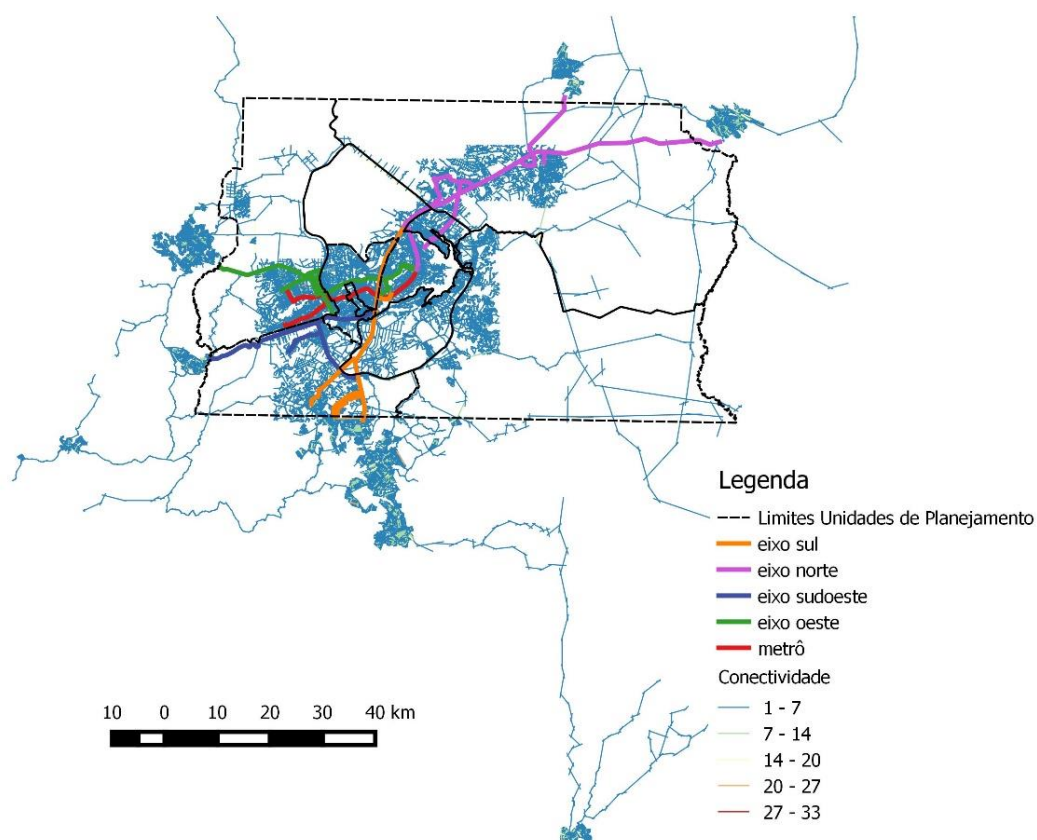 Legenda
Limites Unidades de Planejamento
eixo sul
eixo norte
eixo sudoeste
eixo oeste
metrô
Conectividade
1 - 7
7 - 14
14 - 20
20 - 27
27 - 33
10 0 10 20 30 40 km